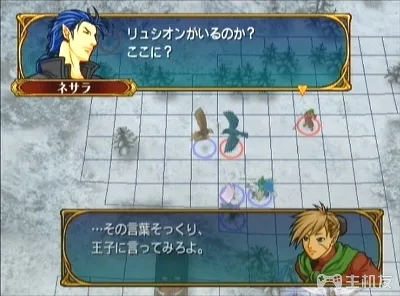 リュシオンがいるのか？
ここに？
ネサラ
…その言葉そっくり、
王子に言ってみろよ。
主机友